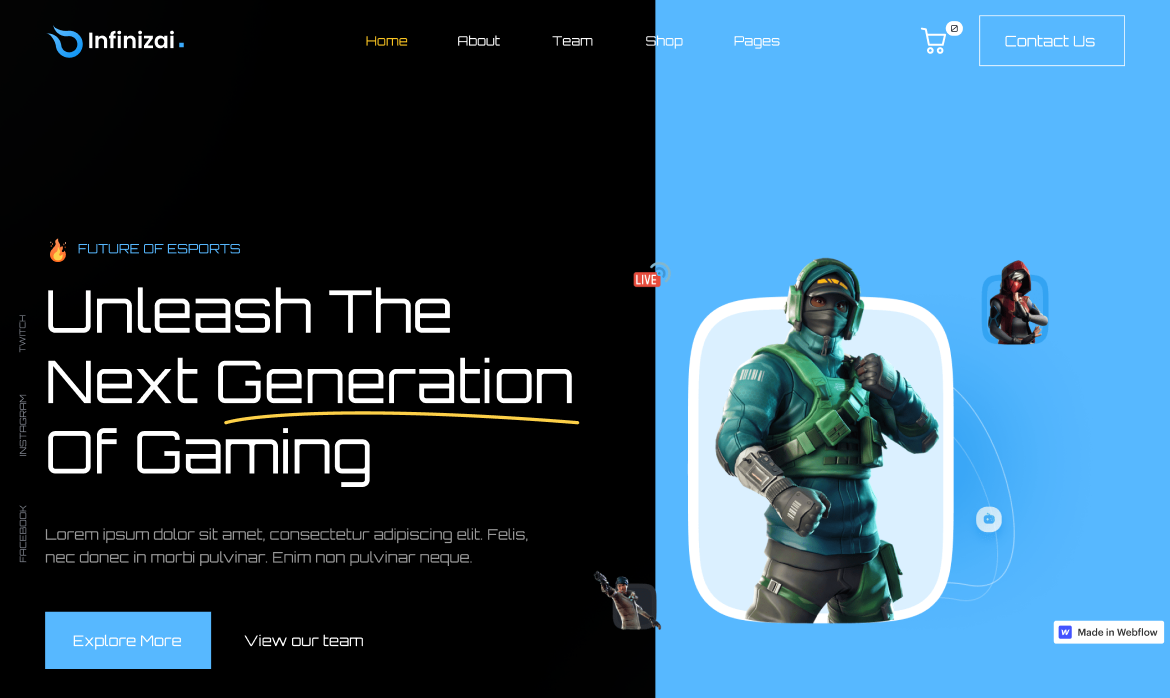 Infinizai.
Home
About
Team
Shop
Pages
0
Contact Us
FUTURE OF ESPORTS
LIVE
Unleash The
Next Generation
Of Gaming
TWITCH
INSTAGRAM
FACEBOOK
Lorem ipsum dolor sit amet, consectetur adipiscing elit. Felis,
nec donec in morbi pulvinar. Enim non pulvinar neque.
Explore More
View our team
W Made in Webflow